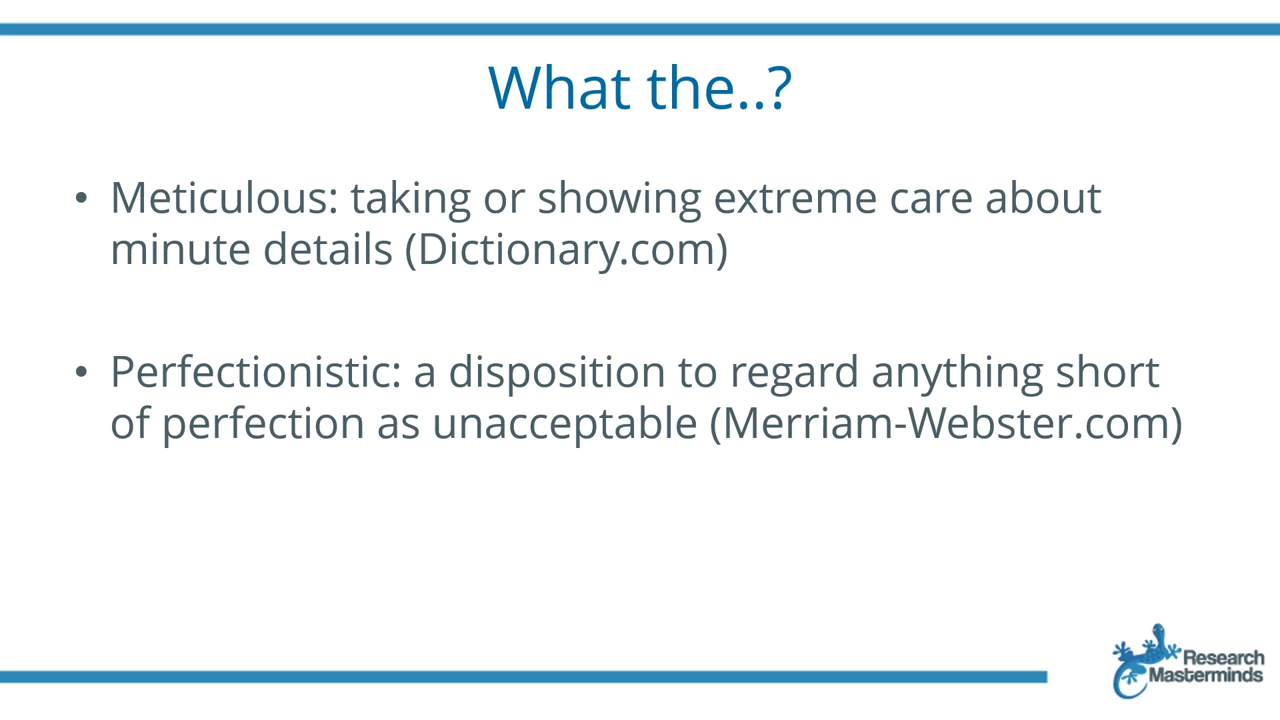 What the..?
• Meticulous: taking or showing extreme care about
minute details (Dictionary.com)
• Perfectionistic: a disposition to regard anything short
of perfection as unacceptable (Merriam-Webster.com)
Research
Masterminds